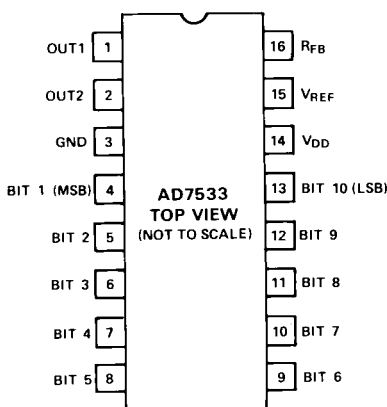 OUT1 1
OUT2 2
GND 3
BIT 1 (MSB) 4
BIT 2 5
BIT 3 6
BIT 4 7
BIT 5 8
AD7533
TOP VIEW
(NOT TO SCALE)
16 RFB
15 VREF
14 VDD
13 BIT 10 (LSB)
12 BIT 9
11 BIT 8
10 BIT 7
9 BIT 6